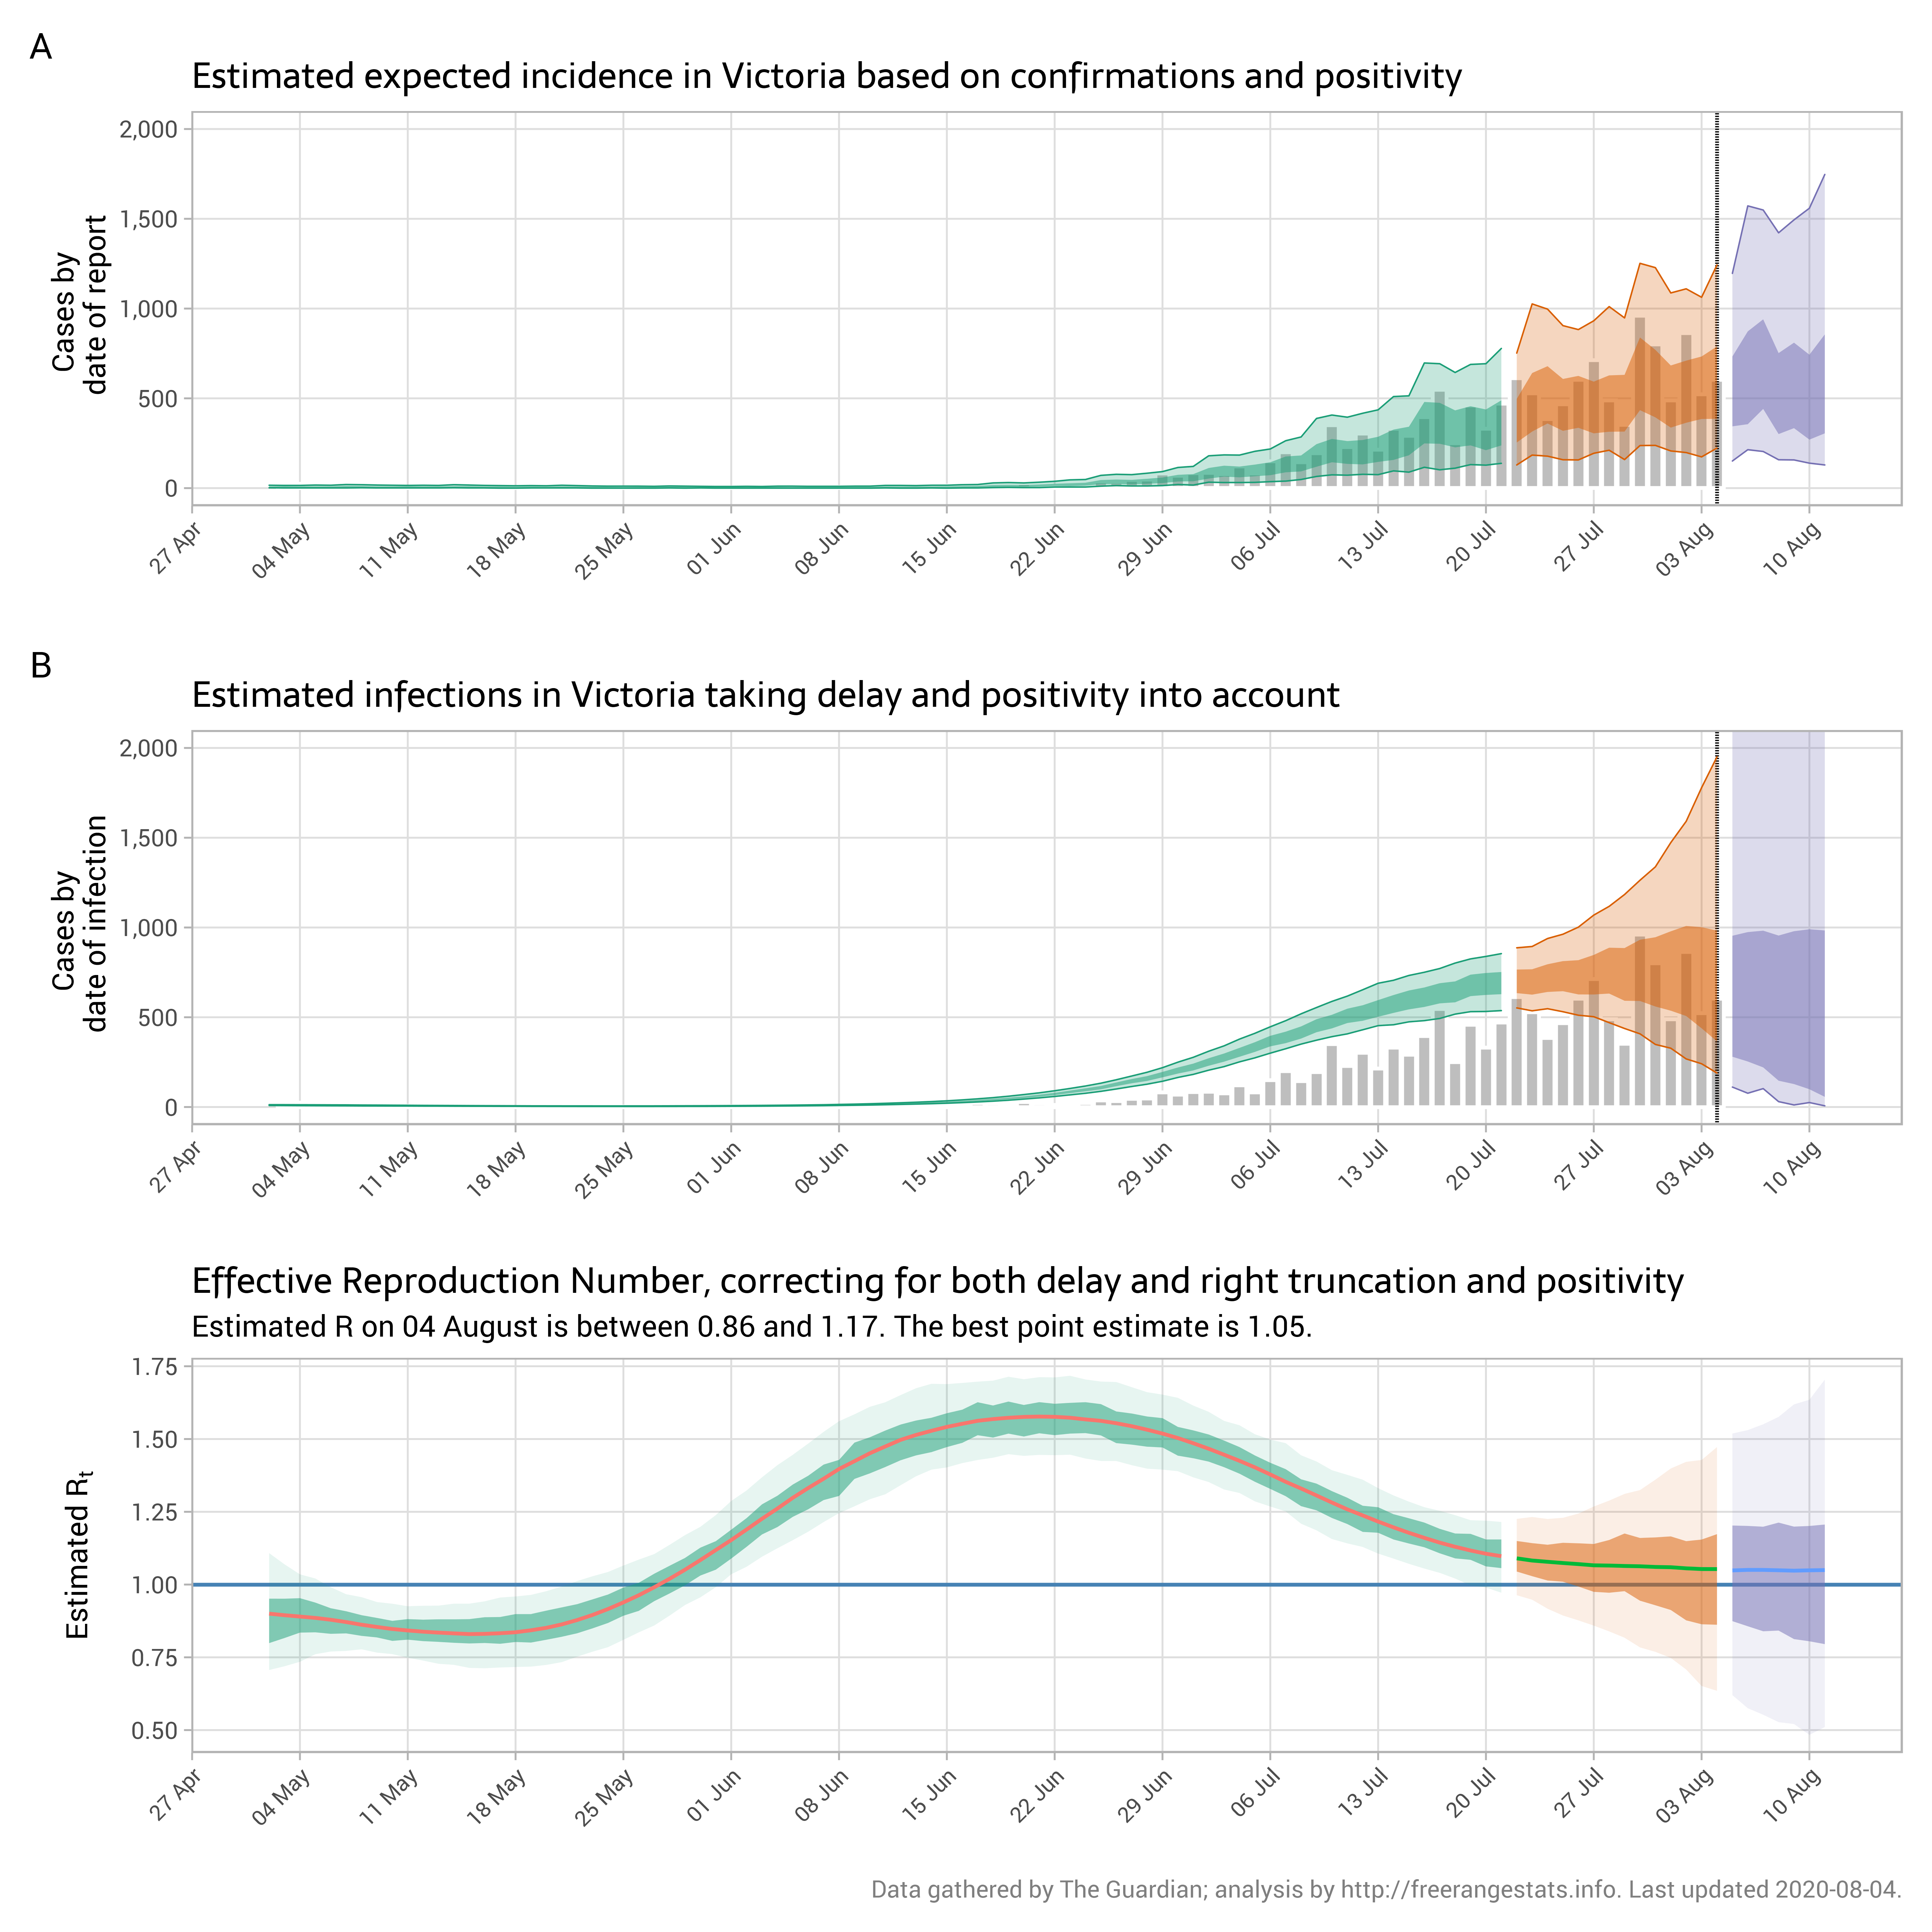 A
Estimated expected incidence in Victoria based on confirmations and positivity
Cases by
date of report
2,000
1,500
1,000
500
0
27 Apr
04 May
11 May
18 May
25 May
01 Jun
08 Jun
15 Jun
22 Jun
29 Jun
06 Jul
13 Jul
20 Jul
27 Jul
03 Aug
10 Aug
B
Estimated infections in Victoria taking delay and positivity into account
Cases by
date of infection
2,000
1,500
1,000
500
0
27 Apr
04 May
11 May
18 May
25 May
01 Jun
08 Jun
15 Jun
22 Jun
29 Jun
06 Jul
13 Jul
20 Jul
27 Jul
03 Aug
10 Aug
Effective Reproduction Number, correcting for both delay and right truncation and positivity
Estimated R on 04 August is between 0.86 and 1.17. The best point estimate is 1.05.
Estimated Rt
1.75
1.50
1.25
1.00
0.75
0.50
27 Apr
04 May
11 May
18 May
25 May
01 Jun
08 Jun
15 Jun
22 Jun
29 Jun
06 Jul
13 Jul
20 Jul
27 Jul
03 Aug
10 Aug
Data gathered by The Guardian; analysis by http://freerangestats.info. Last updated 2020-08-04.